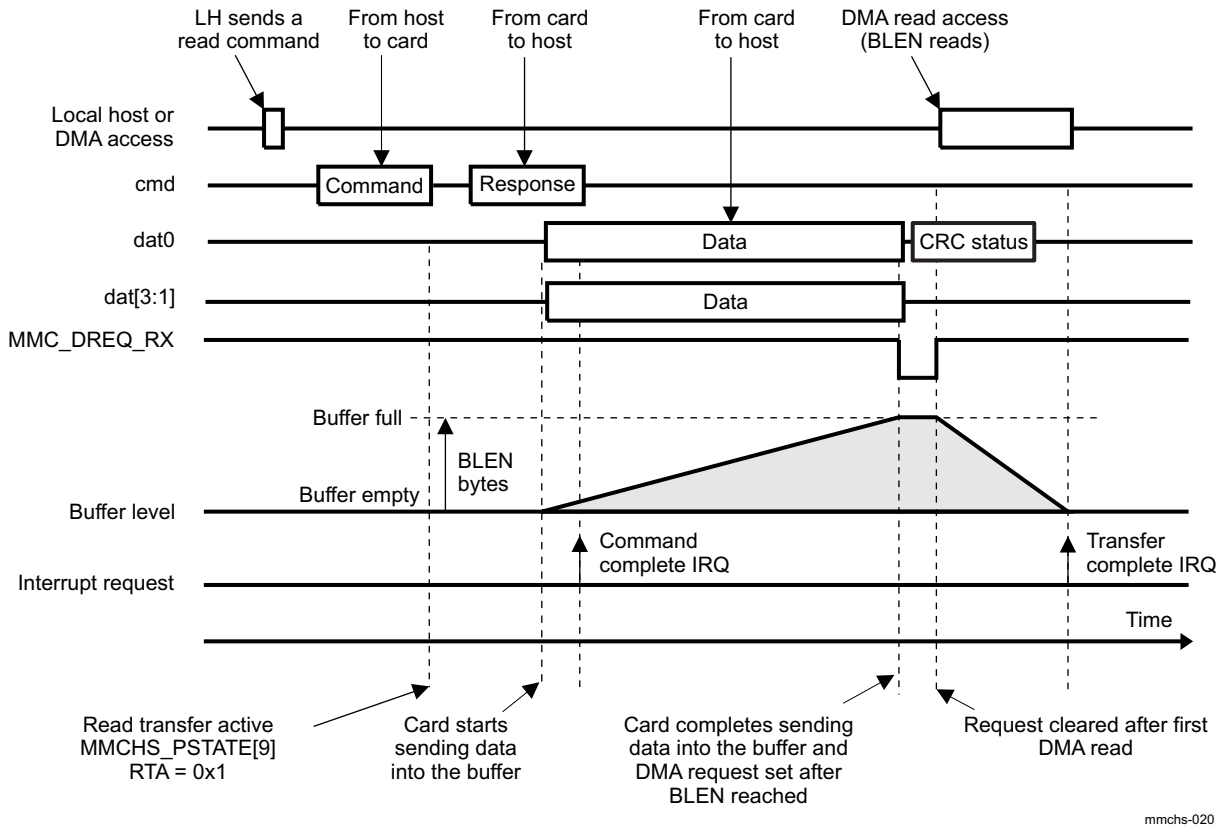 LH sends a
read command
From host
to card
From card
to host
From card
to host
DMA read access
(BLEN reads)
Local host or
DMA access
cmd
Command
Response
dat0
Data
CRC status
dat[3:1]
Data
MMC_DREQ_RX
Buffer full
BLEN
bytes
Buffer empty
Buffer level
Command
complete IRQ
Transfer
complete IRQ
Interrupt request
Time
Read transfer active
MMCHS_PSTATE[9]
RTA = 0x1
Card starts
sending data
into the buffer
Card completes sending
data into the buffer and
DMA request set after
BLEN reached
Request cleared after first
DMA read
mmchs-020